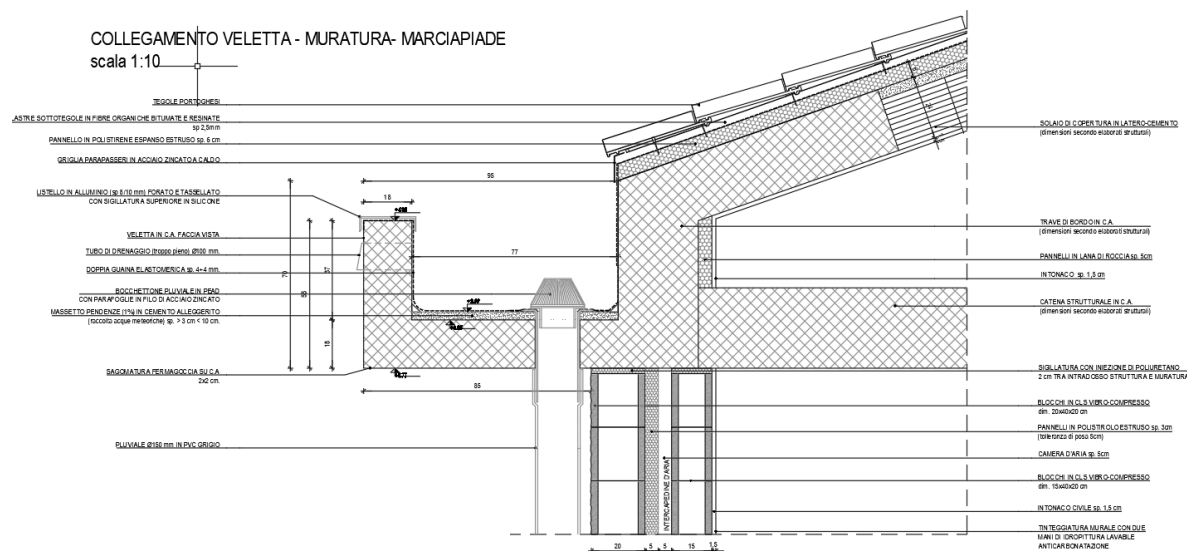 COLLEGAMENTO VELETTA - MURATURA- MARCIAPIADE
scala 1:10
TEGOLE PORTOGHESI
ASTRE SOTTOTEGOLE IN FIBRE ORGANICHE BITUMATE E RESINATE
sp 2,5mm
PANNELLO IN POLISTIRENE ESPANSO ESTRUSO sp. 6 cm
GRIGLIA PARAPASSERI IN ACCIAIO ZINCATO A CALDO
LISTELLO IN ALLUMINIO (sp 8/10 mm) FORATO E TASSELLATO
CON SIGILLATURA SUPERIORE IN SILICONE
VELETTA IN C.A. FACCIA VISTA
TUBO DI DRENAGGIO (troppo pieno) Ø100 mm.
DOPPIA GUAINA ELASTOMERICA sp. 4+4 mm.
BOCCHETTONE PLUVIALE IN PEAD
CON PARAFOGLIE IN FILO DI ACCIAIO ZINCATO
MASSETTO PENDENZE (1%) IN CEMENTO ALLEGGERITO
(raccolta acque meteoriche) sp. > 3 cm < 10 cm.
SAGOMATURA FERMAGOCCIA SU C.A
2x2 cm.
PLUVIALE Ø150 mm IN PVC GRIGIO
95
18
77
70
55
37
18
85
SOLAIO DI COPERTURA IN LATERO-CEMENTO
(dimensioni secondo elaborati strutturali)
TRAVE DI BORDO IN C.A.
(dimensioni secondo elaborati strutturali)
PANNELLI IN LANA DI ROCCIA sp. 5cm
INTONACO sp. 1,5 cm
CATENA STRUTTURALE IN C.A.
(dimensioni secondo elaborati strutturali)
SIGILLATURA CON INIEZIONE DI POLIURETANO
2 cm TRA INTRADOSSO STRUTTURA E MURATURA
BLOCCHI IN CLS VIBRO-COMPRESSO
dim. 20x40x20 cm
PANNELLI IN POLISTIROLO ESTRUSO sp. 3cm
(tolleranza di posa 5cm)
CAMERA D'ARIA sp. 5cm
BLOCCHI IN CLS VIBRO-COMPRESSO
dim. 15x40x20 cm
INTONACO CIVILE sp. 1,5 cm
TINTEGGIATURA MURALE CON DUE
MANI DI IDROPITTURA LAVABILE
ANTICARBONATAZIONE
INTERCAPEDINE D'ARIA
20 5 5 15 1,5